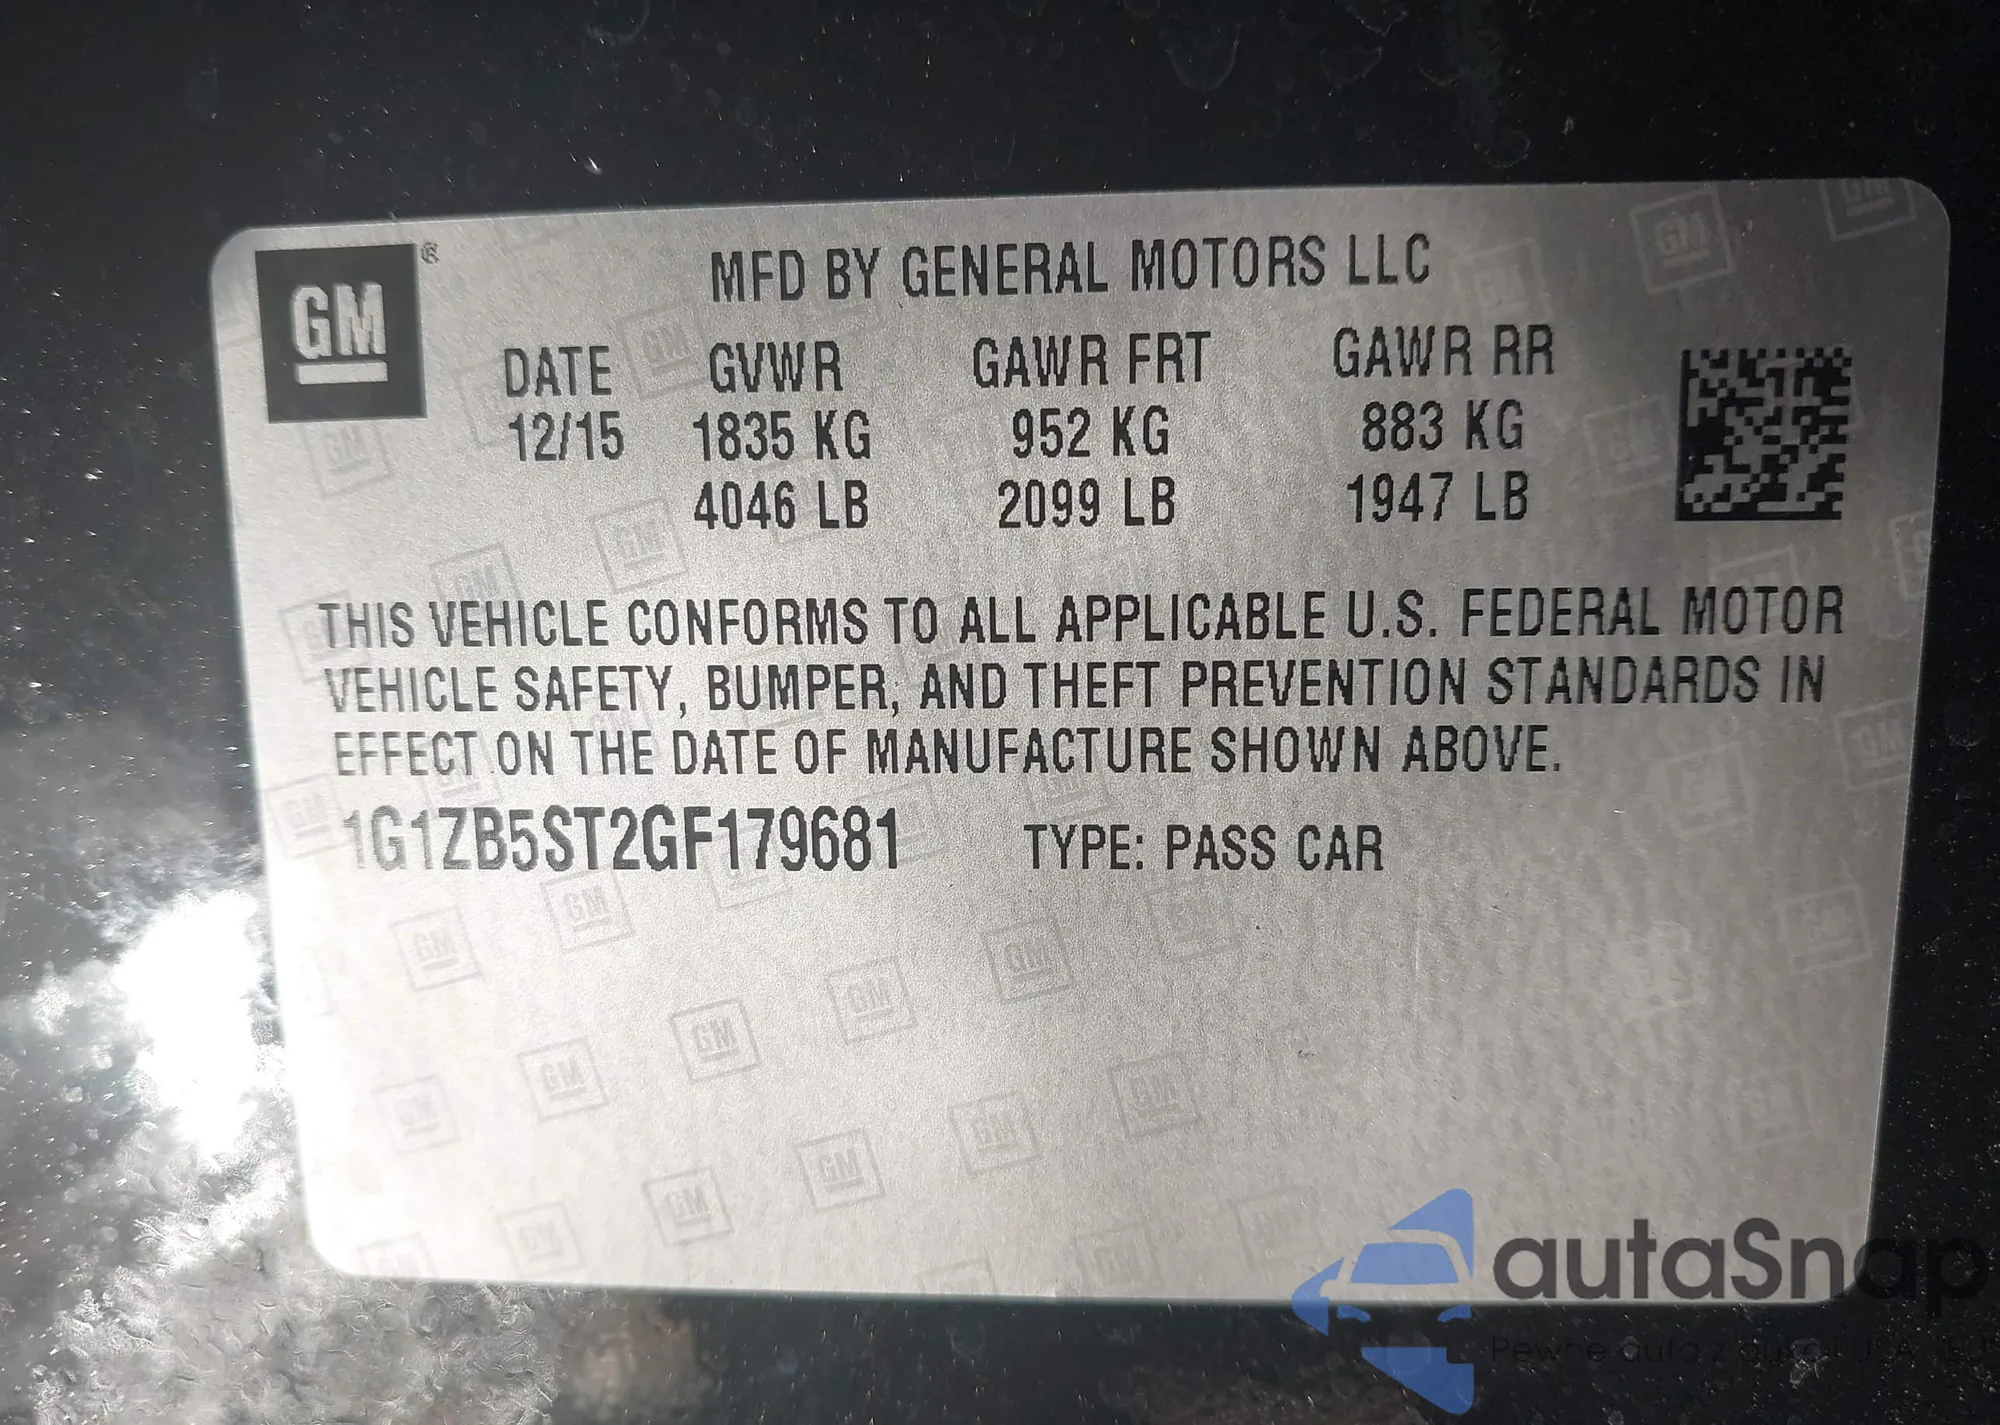 GM ®
MFD BY GENERAL MOTORS LLC
DATE GVWR GAWR FRT GAWR RR
12/15 1835 KG 952 KG 883 KG
4046 LB 2099 LB 1947 LB
THIS VEHICLE CONFORMS TO ALL APPLICABLE U.S. FEDERAL MOTOR
VEHICLE SAFETY, BUMPER, AND THEFT PREVENTION STANDARDS IN
EFFECT ON THE DATE OF MANUFACTURE SHOWN ABOVE.
1G1ZB5ST2GF179681 TYPE: PASS CAR
autaSnap
Pewne auta z